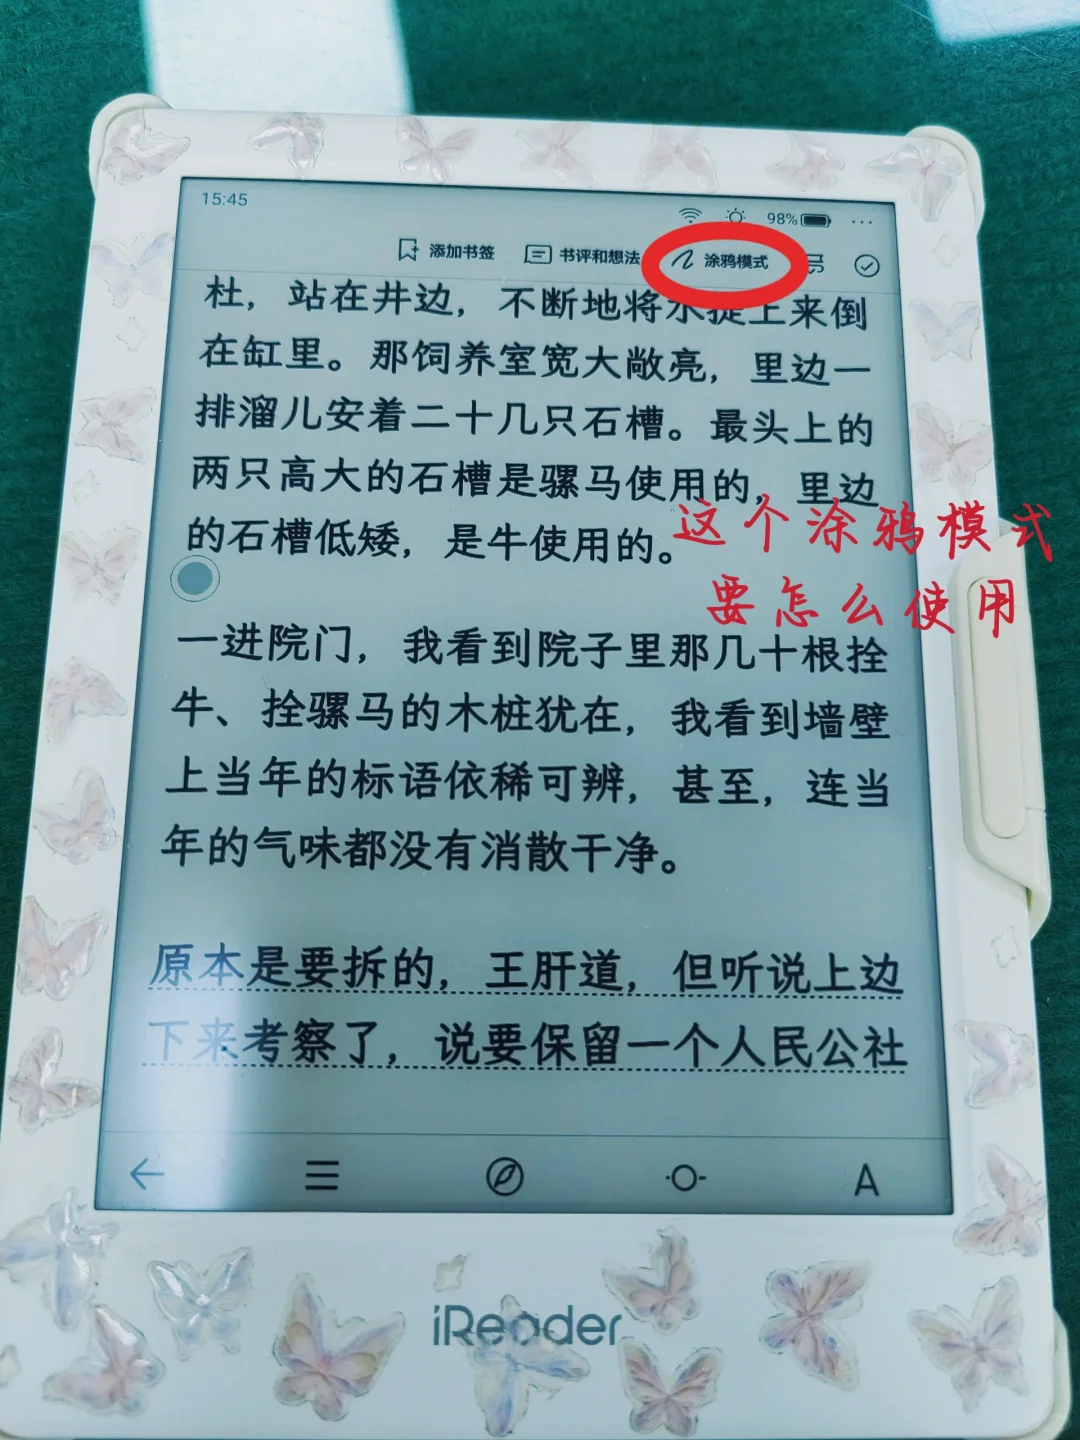 15:45
98%
添加书签 书评和想法 涂鸦模式
杜，站在井边，不断地将水提上来倒
在缸里。那饲养室宽大敞亮，里边一
排溜儿安着二十几只石槽。最头上的
两只高大的石槽是骡马使用的，里边
的石槽低矮，是牛使用的。
这个涂鸦模式
要怎么使用
一进院门，我看到院子里那几十根拴
牛、拴骡马的木桩犹在，我看到墙壁
上当年的标语依稀可辨，甚至，连当
年的气味都没有消散干净。
原本是要拆的，王肝道，但听说上边
下来考察了，说要保留一个人民公社
A
iReader